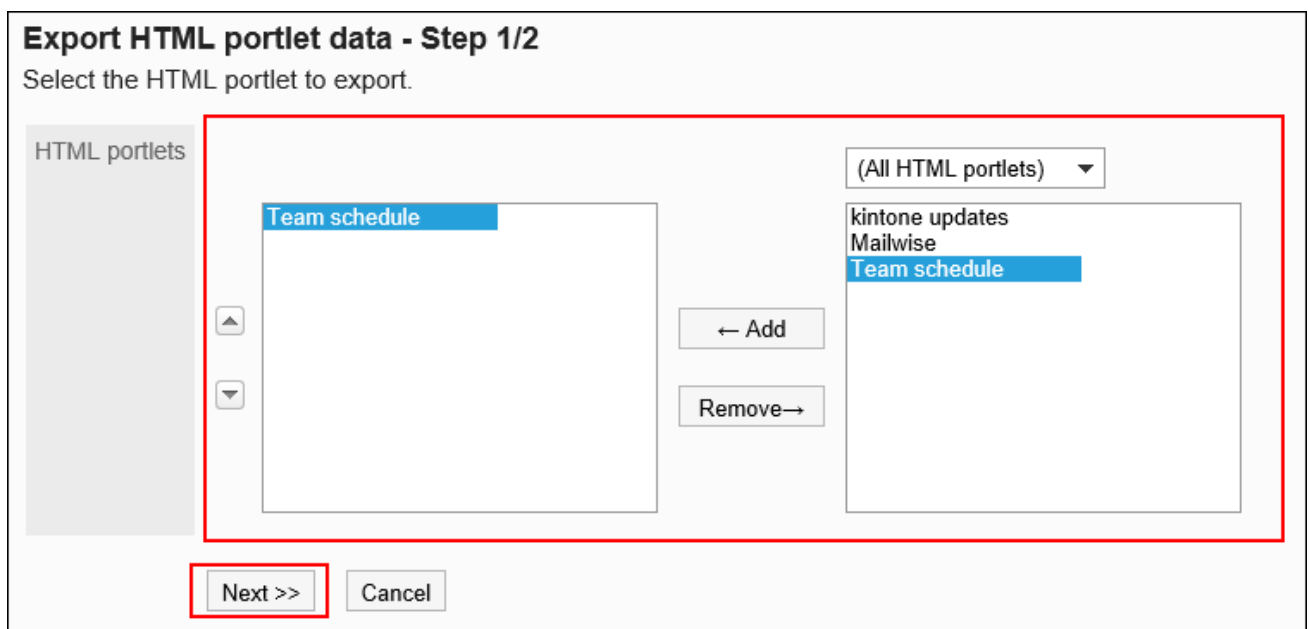 Export HTML portlet data - Step 1/2
Select the HTML portlet to export.
HTML portlets
(All HTML portlets)
Team schedule
kintone updates
Mailwise
Team schedule
← Add
Remove→
Next >>
Cancel